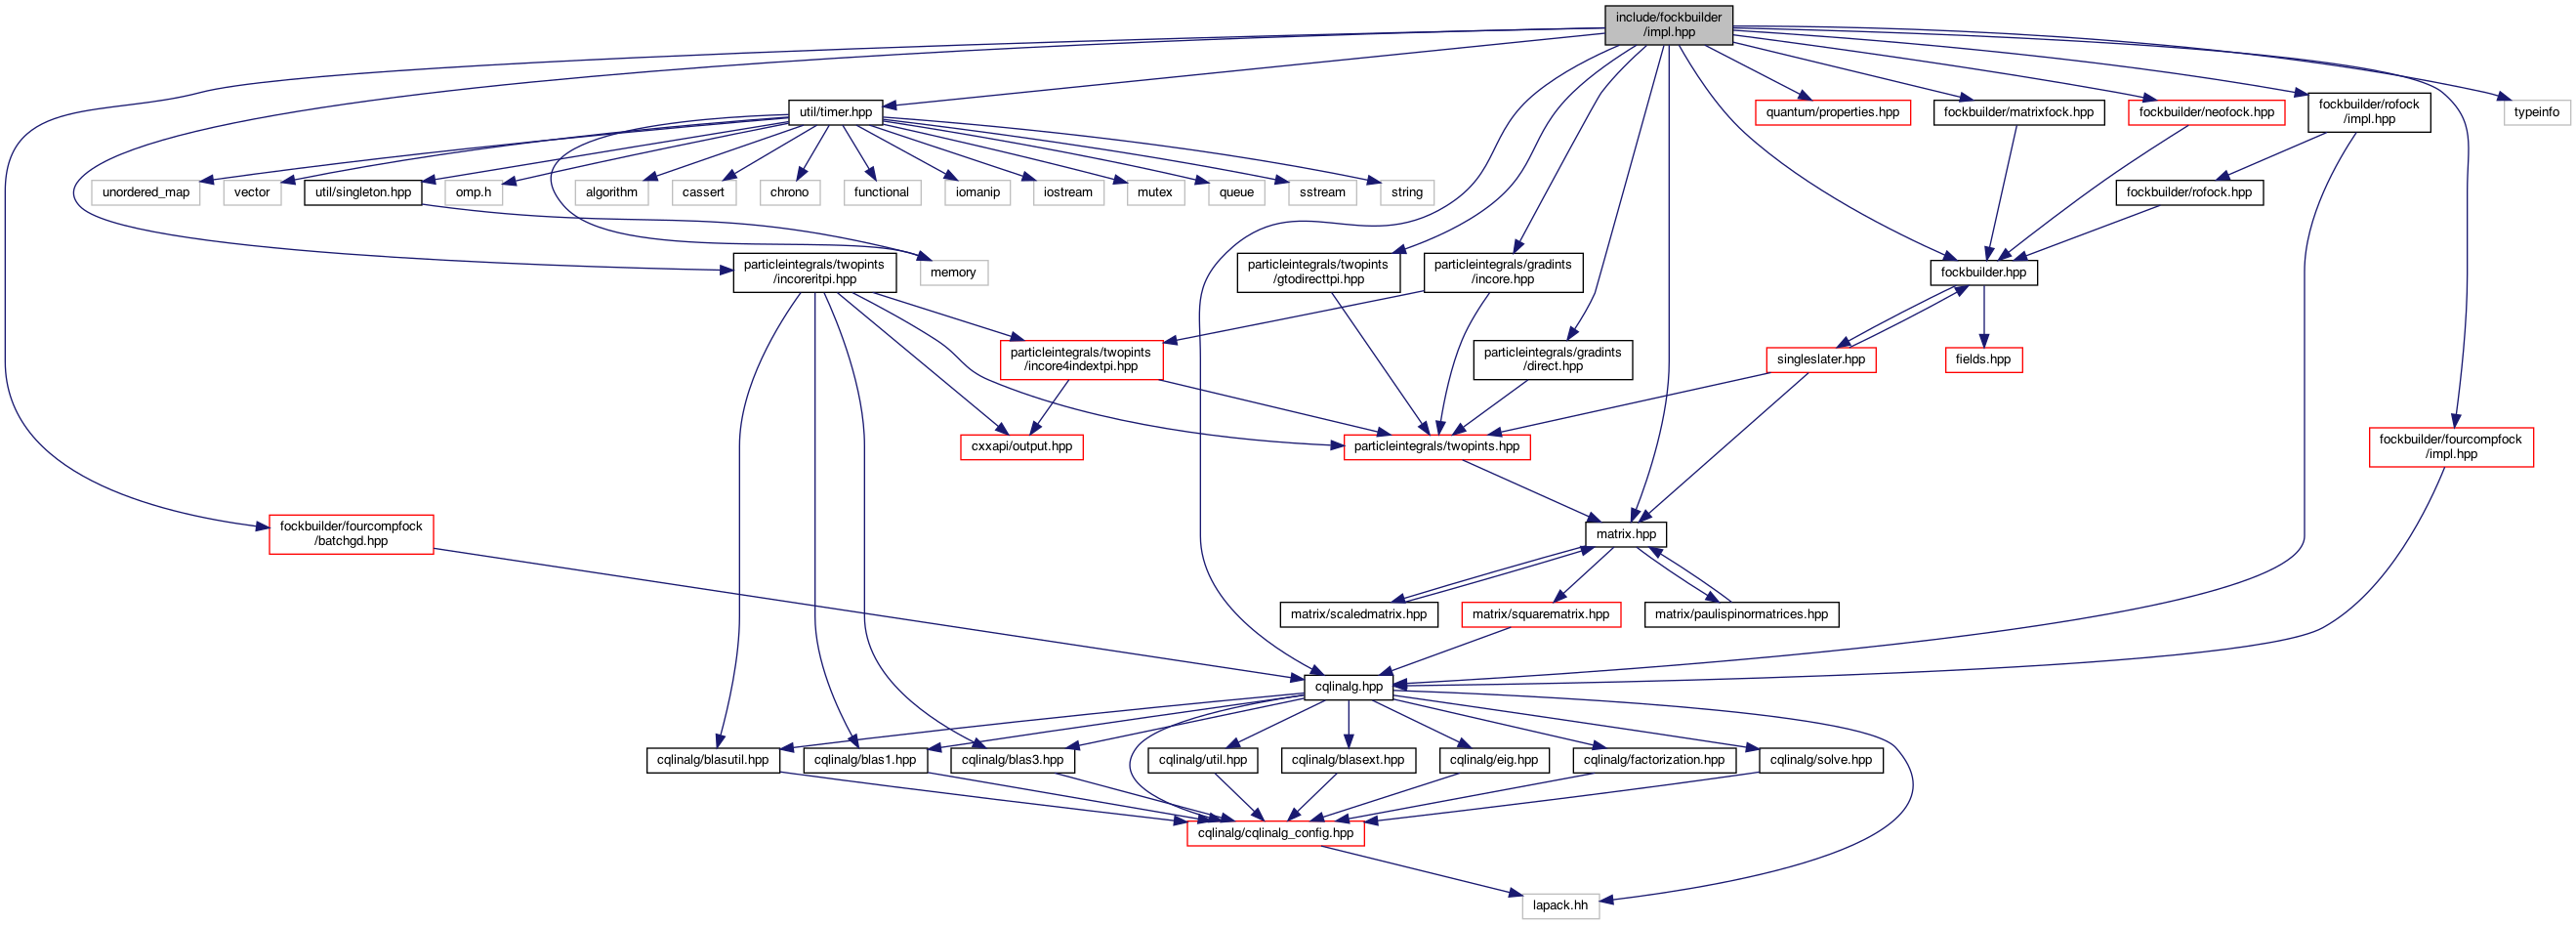 include/fockbuilder
/impl.hpp
util/timer.hpp
quantum/properties.hpp
fockbuilder/matrixfock.hpp
fockbuilder/neofock.hpp
fockbuilder/rofock
/impl.hpp
typeinfo
unordered_map
vector
util/singleton.hpp
omp.h
algorithm
cassert
chrono
functional
iomanip
iostream
mutex
queue
sstream
string
fockbuilder/rofock.hpp
particleintegrals/twopints
/incoreritpi.hpp
memory
particleintegrals/twopints
/gtodirecttpi.hpp
particleintegrals/gradints
/incore.hpp
fockbuilder.hpp
particleintegrals/twopints
/incore4indextpi.hpp
particleintegrals/gradints
/direct.hpp
singleslater.hpp
fields.hpp
cxxapi/output.hpp
particleintegrals/twopints.hpp
fockbuilder/fourcompfock
/impl.hpp
fockbuilder/fourcompfock
/batchgd.hpp
matrix.hpp
matrix/scaledmatrix.hpp
matrix/squarematrix.hpp
matrix/paulispinormatrices.hpp
cqlinalg.hpp
cqlinalg/blasutil.hpp
cqlinalg/blas1.hpp
cqlinalg/blas3.hpp
cqlinalg/util.hpp
cqlinalg/blasext.hpp
cqlinalg/eig.hpp
cqlinalg/factorization.hpp
cqlinalg/solve.hpp
cqlinalg/cqlinalg_config.hpp
lapack.hh